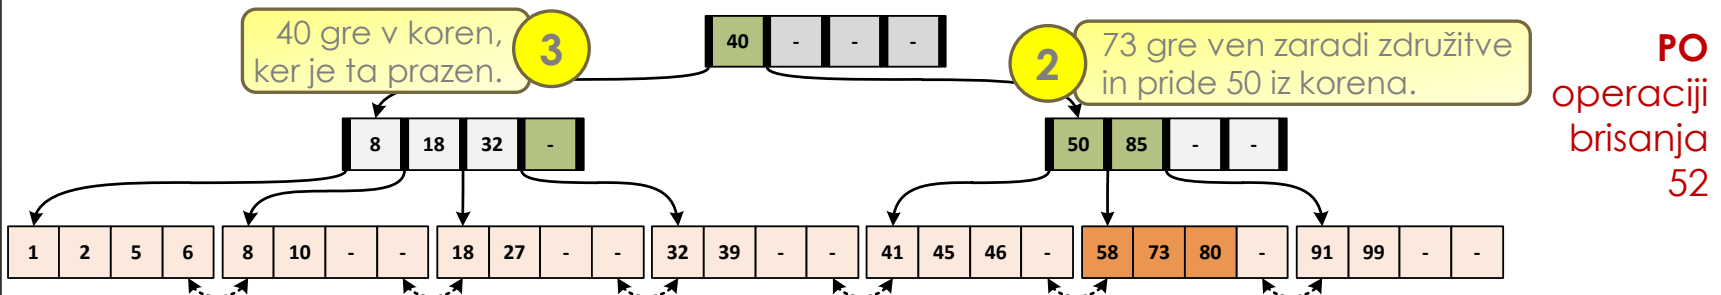 40 gre v koren,
ker je ta prazen.
3
40 - - -
2
73 gre ven zaradi združitve
in pride 50 iz korena.
PO
operaciji
brisanja
52
8 18 32 -
50 85 - -
1 2 5 6
8 10 - -
18 27 - -
32 39 - -
41 45 46 -
58 73 80 -
91 99 - -